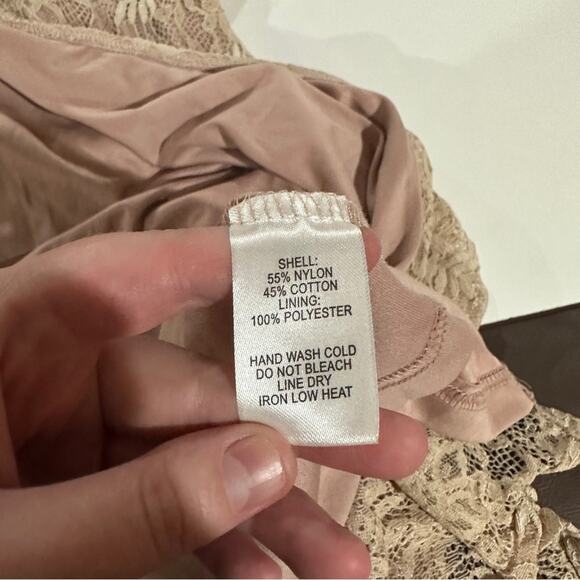 SHELL:
55% NYLON
45% COTTON
LINING:
100% POLYESTER
HAND WASH COLD
DO NOT BLEACH
LINE DRY
IRON LOW HEAT